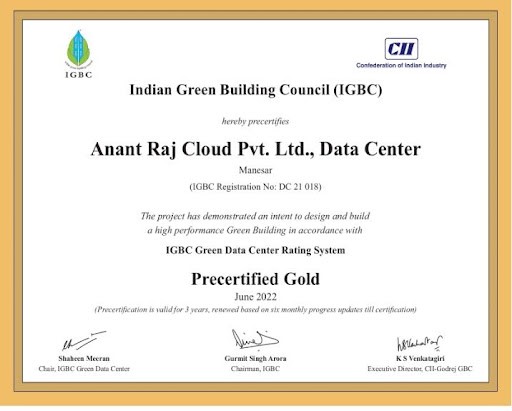 IGBC
CII
Confederation of Indian Industry
Indian Green Building Council (IGBC)
hereby precertifies
Anant Raj Cloud Pvt. Ltd., Data Center
Manesar
(IGBC Registration No: DC 21 018)
The project has demonstrated an intent to design and build
a high performance Green Building in accordance with
IGBC Green Data Center Rating System
Precertified Gold
June 2022
(Precertification is valid for 3 years, renewed based on six monthly progress updates till certification)
Shaheen Meeran
Chair, IGBC Green Data Center
Gurmit Singh Arora
Chairman, IGBC
K S Venkatagiri
Executive Director, CII-Godrej GBC